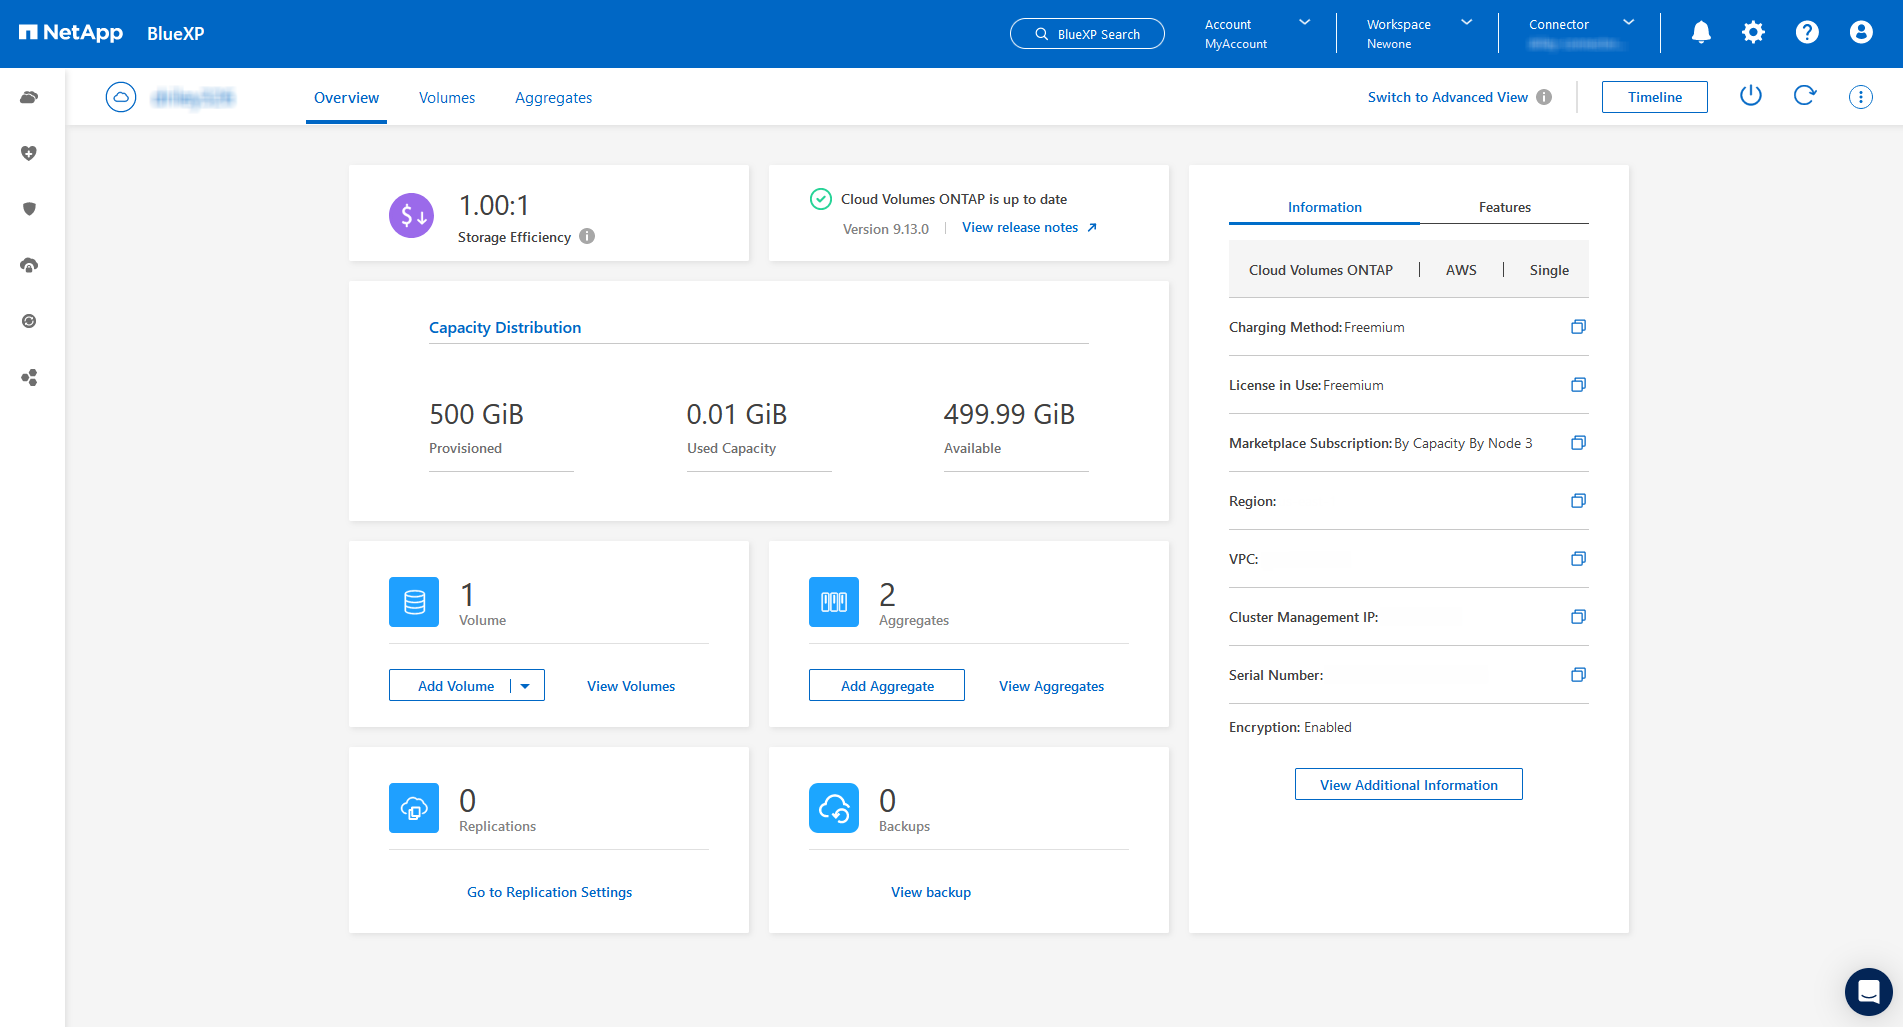 NetApp BlueXP
BlueXP Search
Account
MyAccount
Workspace
Newone
Connector
Overview
Volumes
Aggregates
Switch to Advanced View
Timeline
1.00:1
Storage Efficiency
Cloud Volumes ONTAP is up to date
Version 9.13.0 | View release notes
Capacity Distribution
500 GiB
Provisioned
0.01 GiB
Used Capacity
499.99 GiB
Available
1
Volume
Add Volume
View Volumes
2
Aggregates
Add Aggregate
View Aggregates
0
Replications
Go to Replication Settings
0
Backups
View backup
Information
Features
Cloud Volumes ONTAP | AWS | Single
Charging Method: Freemium
License in Use: Freemium
Marketplace Subscription: By Capacity By Node 3
Region:
VPC:
Cluster Management IP:
Serial Number:
Encryption: Enabled
View Additional Information